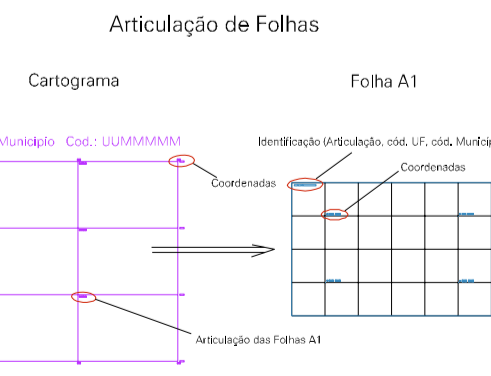 Articulação de Folhas
Cartograma
Folha A1
Município Cod.: UUMMMMM
Identificação (Articulação, cód. UF, cód. Municíp
Coordenadas
Coordenadas
Articulação das Folhas A1